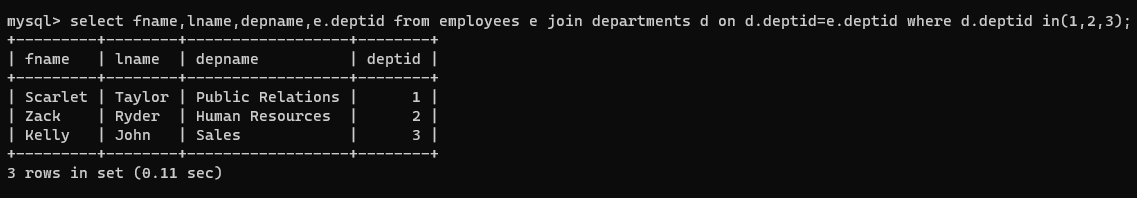 mysql> select fname,lname,depname,e.deptid from employees e join departments d on d.deptid=e.deptid where d.deptid in(1,2,3);
+---------+--------+------------------+--------+
| fname   | lname  | depname          | deptid |
+---------+--------+------------------+--------+
| Scarlet | Taylor | Public Relations |      1 |
| Zack    | Ryder  | Human Resources  |      2 |
| Kelly   | John   | Sales            |      3 |
+---------+--------+------------------+--------+
3 rows in set (0.11 sec)